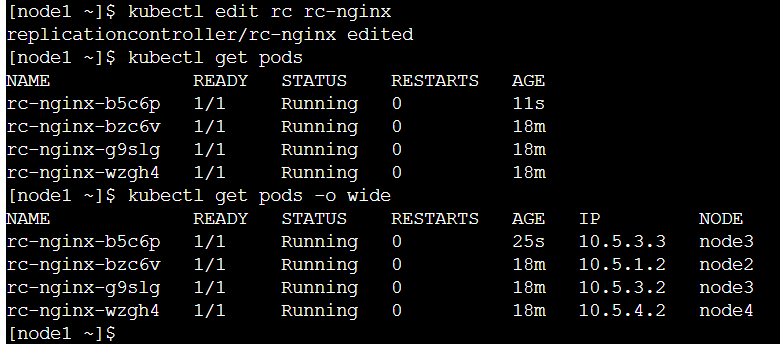 [node1 ~]$ kubectl edit rc rc-nginx
replicationcontroller/rc-nginx edited
[node1 ~]$ kubectl get pods
NAME READY STATUS RESTARTS AGE
rc-nginx-b5c6p 1/1 Running 0 11s
rc-nginx-bzc6v 1/1 Running 0 18m
rc-nginx-g9slg 1/1 Running 0 18m
rc-nginx-wzgh4 1/1 Running 0 18m
[node1 ~]$ kubectl get pods -o wide
NAME READY STATUS RESTARTS AGE IP NODE
rc-nginx-b5c6p 1/1 Running 0 25s 10.5.3.3 node3
rc-nginx-bzc6v 1/1 Running 0 18m 10.5.1.2 node2
rc-nginx-g9slg 1/1 Running 0 18m 10.5.3.2 node3
rc-nginx-wzgh4 1/1 Running 0 18m 10.5.4.2 node4
[node1 ~]$